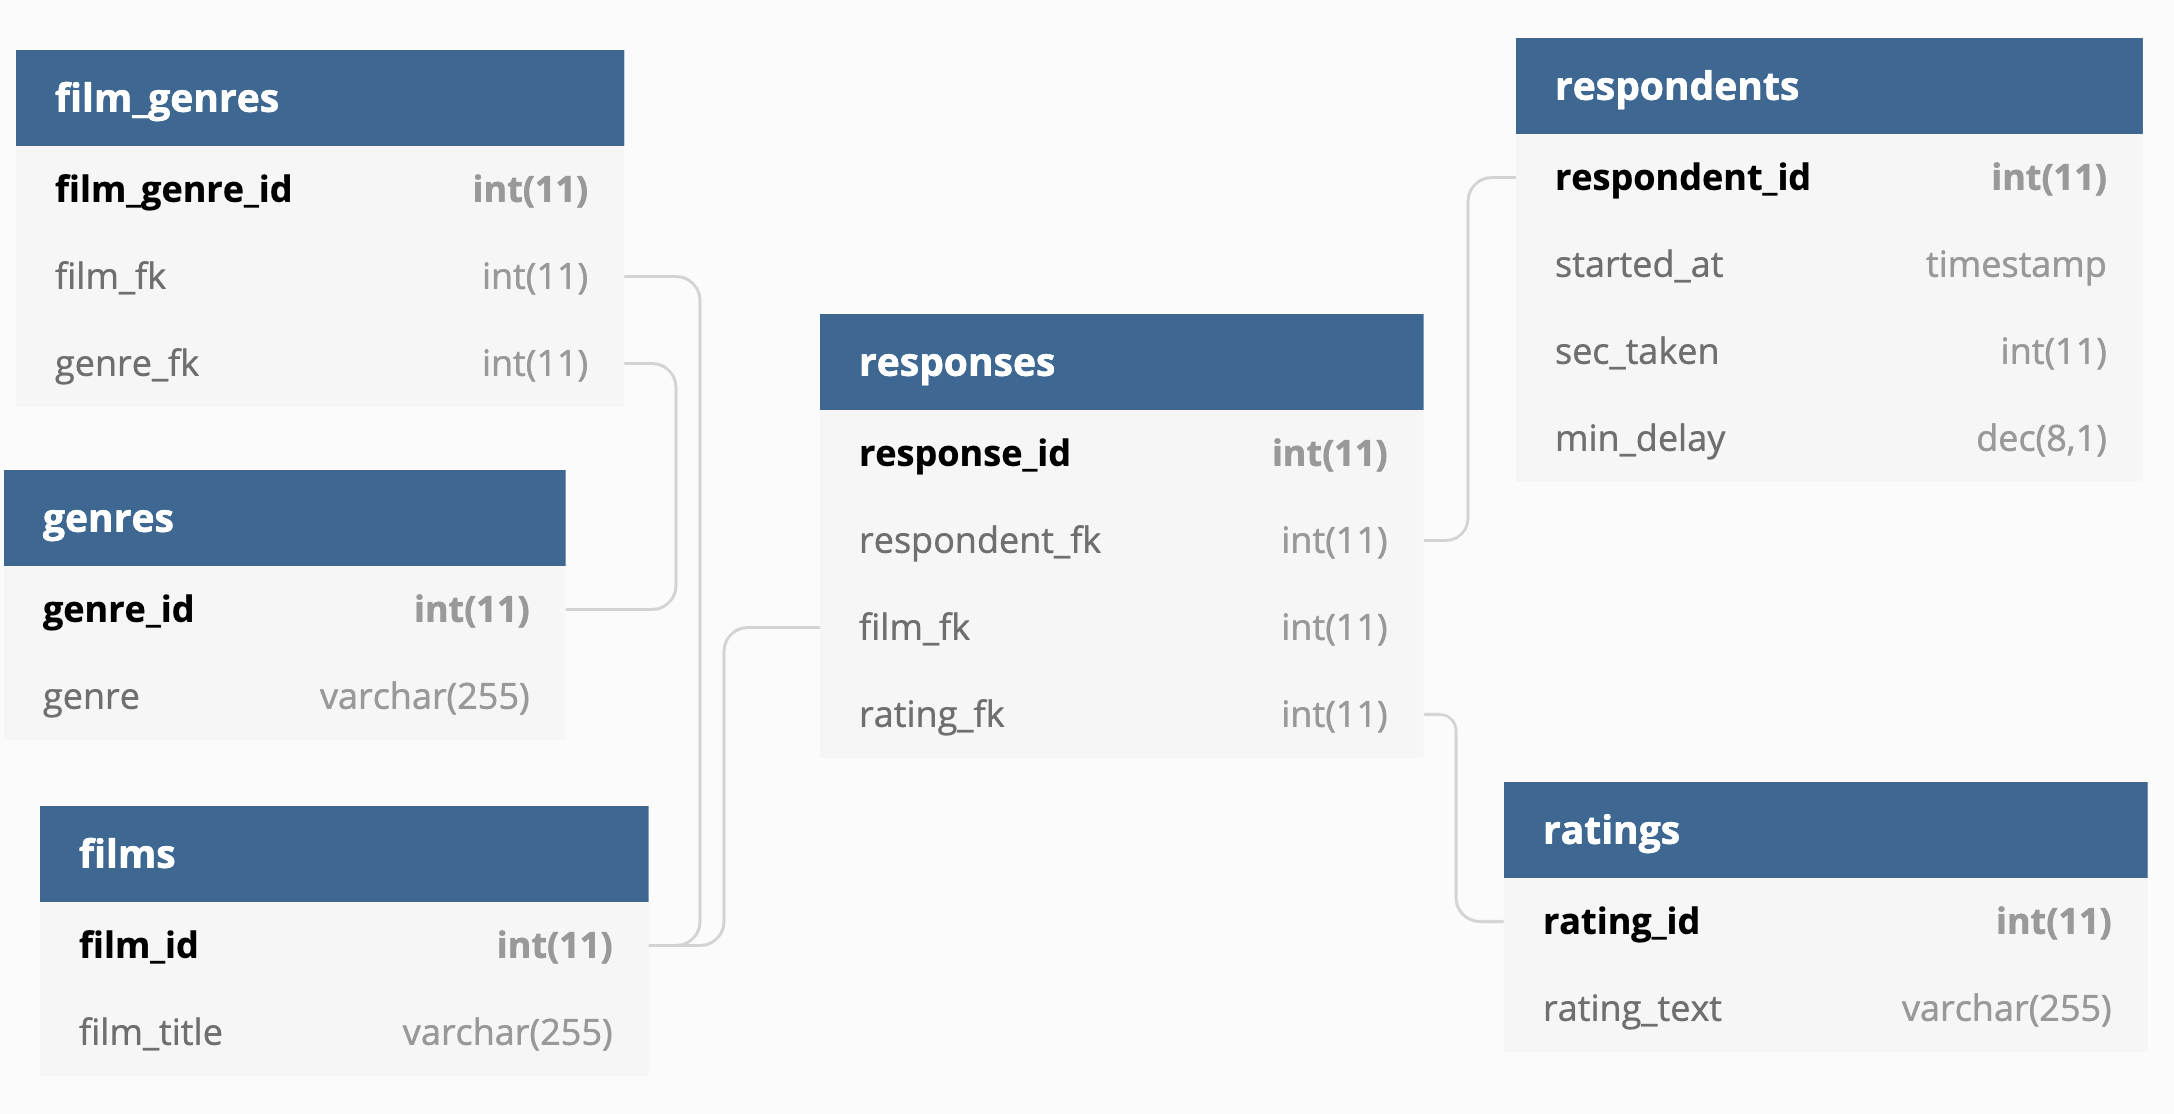 film_genres
film_genre_id int(11)
film_fk int(11)
genre_fk int(11)
genres
genre_id int(11)
genre varchar(255)
films
film_id int(11)
film_title varchar(255)
responses
response_id int(11)
respondent_fk int(11)
film_fk int(11)
rating_fk int(11)
respondents
respondent_id int(11)
started_at timestamp
sec_taken int(11)
min_delay dec(8,1)
ratings
rating_id int(11)
rating_text varchar(255)